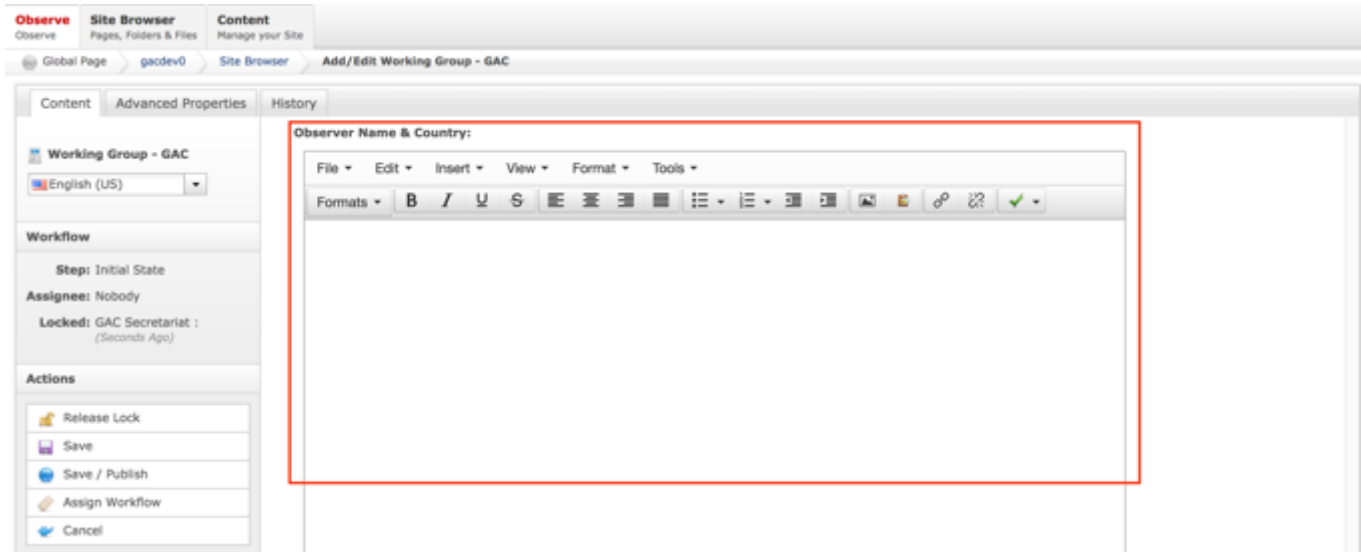 Observe Site Browser Content
Observe Pages, Folders & Files Manage your Site
Global Page gacdev0 Site Browser Add/Edit Working Group - GAC
Content Advanced Properties History
Working Group - GAC
English (US)
Workflow
Step: Initial State
Assignee: Nobody
Locked: GAC Secretariat :
(Seconds Ago)
Actions
Release Lock
Save
Save / Publish
Assign Workflow
Cancel
Observer Name & Country:
File Edit Insert View Format Tools
Formats B I U S